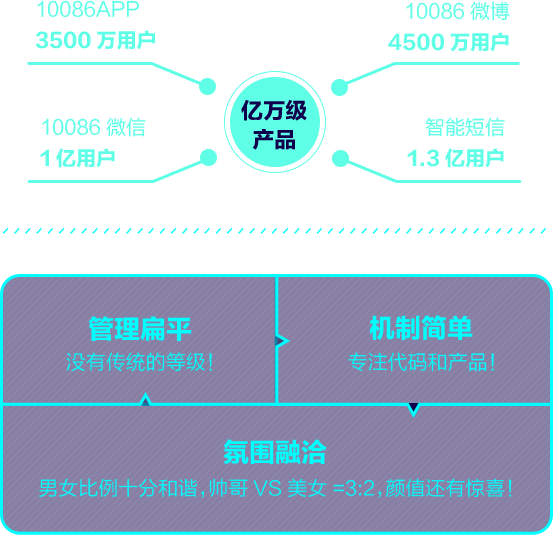 10086APP
3500 万用户
10086 微博
4500 万用户
亿万级
产品
10086 微信
1 亿用户
智能短信
1.3 亿用户
管理扁平
没有传统的等级！
机制简单
专注代码和产品！
氛围融洽
男女比例十分和谐，帅哥 VS 美女 =3:2，颜值还有惊喜！